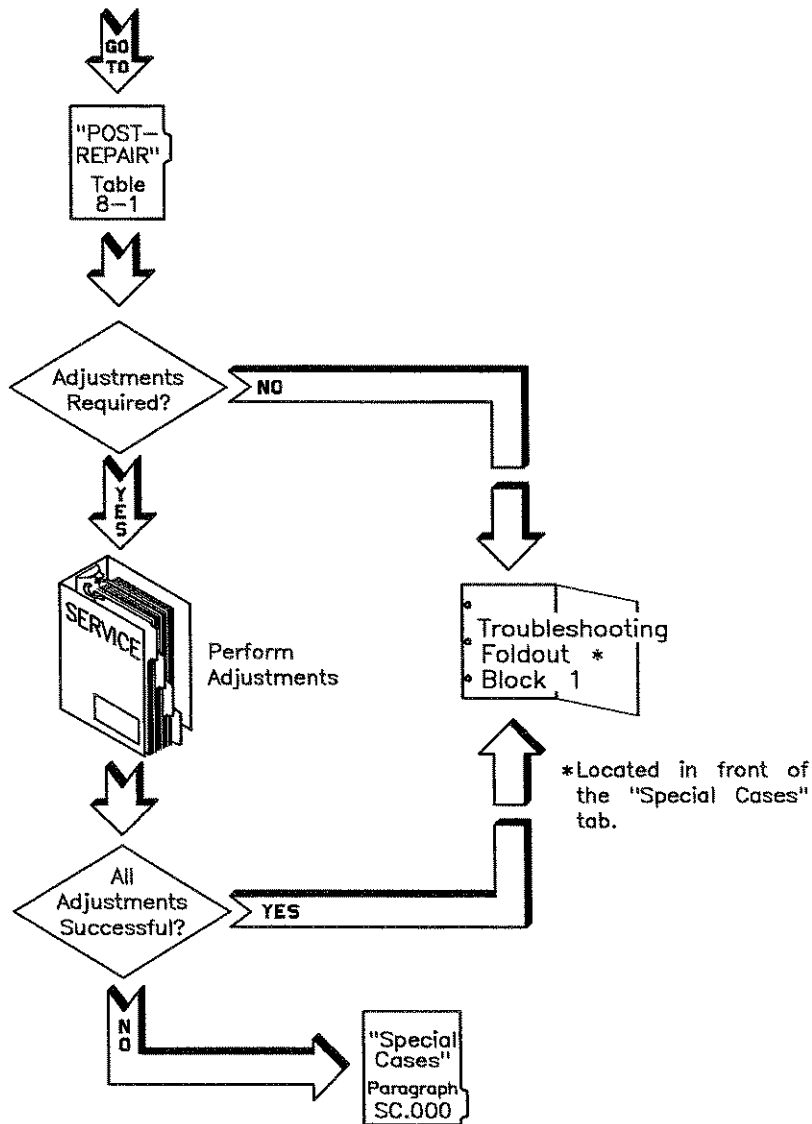 GO
TO
"POST-
REPAIR"
Table
8-1
Adjustments
Required?
NO
YES
SERVICE
Perform
Adjustments
Troubleshooting
Foldout *
Block 1
*Located in front of
the "Special Cases"
tab.
All
Adjustments
Successful?
YES
NO
"Special
Cases"
Paragraph
SC.000